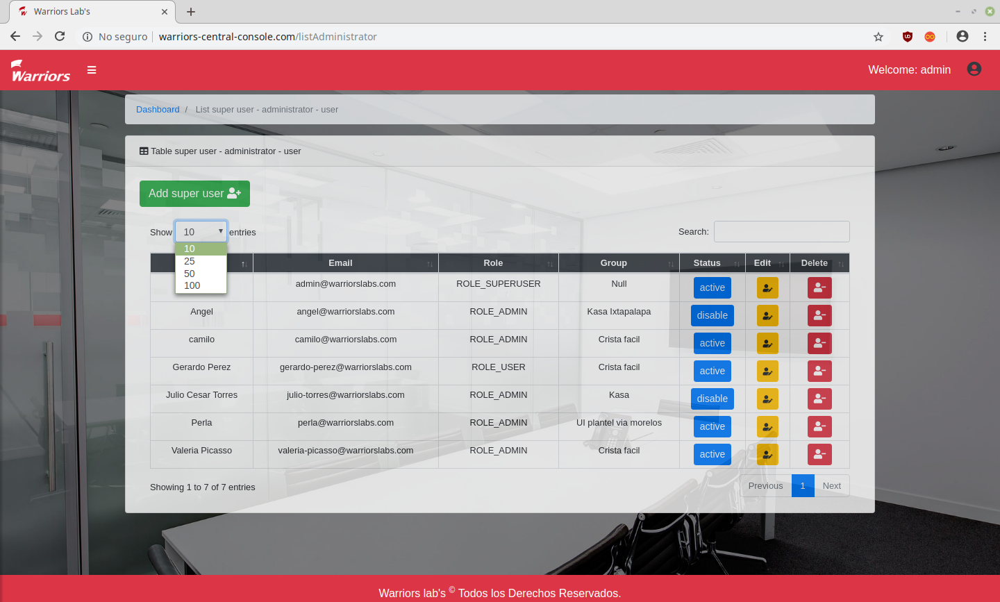 Warriors Lab's
No seguro warriors-central-console.com/listAdministrator
Warriors Welcome: admin
Dashboard / List super user - administrator - user
Table super user - administrator - user
Add super user
Show 10 entries Search:
10
25
50
100
Email Role Group Status Edit Delete
admin@warriorslabs.com ROLE_SUPERUSER Null active
Angel angel@warriorslabs.com ROLE_ADMIN Kasa Ixtapalapa disable
camilo camilo@warriorslabs.com ROLE_ADMIN Crista facil active
Gerardo Perez gerardo-perez@warriorslabs.com ROLE_USER Crista facil active
Julio Cesar Torres julio-torres@warriorslabs.com ROLE_ADMIN Kasa disable
Perla perla@warriorslabs.com ROLE_ADMIN UI plantel via morelos active
Valeria Picasso valeria-picasso@warriorslabs.com ROLE_ADMIN Crista facil active
Showing 1 to 7 of 7 entries Previous 1 Next
Warriors lab's © Todos los Derechos Reservados.